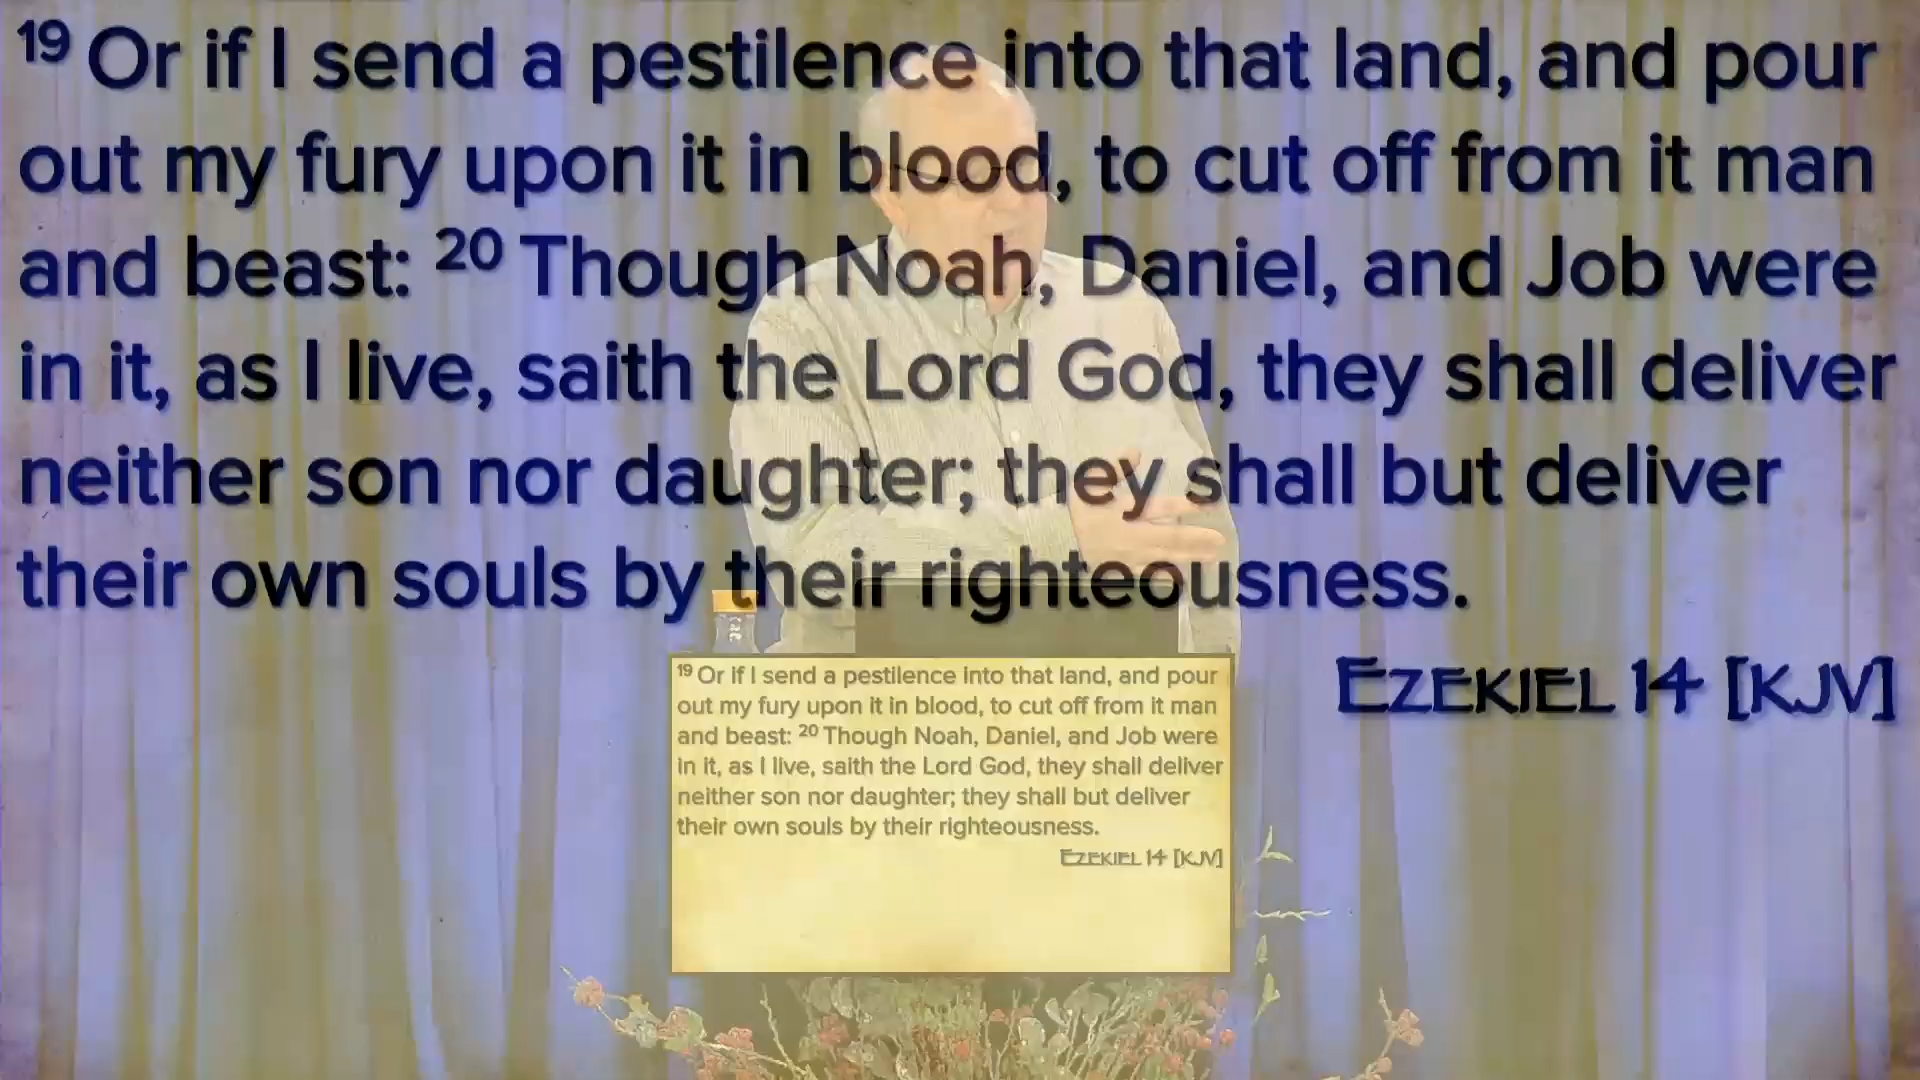 19 Or if I send a pestilence into that land, and pour
out my fury upon it in blood, to cut off from it man
and beast: 20 Though Noah, Daniel, and Job were
in it, as I live, saith the Lord God, they shall deliver
neither son nor daughter; they shall but deliver
their own souls by their righteousness.
Ezekiel 14 [KJV]
19 Or if I send a pestilence into that land, and pour
out my fury upon it in blood, to cut off from it man
and beast: 20 Though Noah, Daniel, and Job were
in it, as I live, saith the Lord God, they shall deliver
neither son nor daughter; they shall but deliver
their own souls by their righteousness.
Ezekiel 14 [KJV]